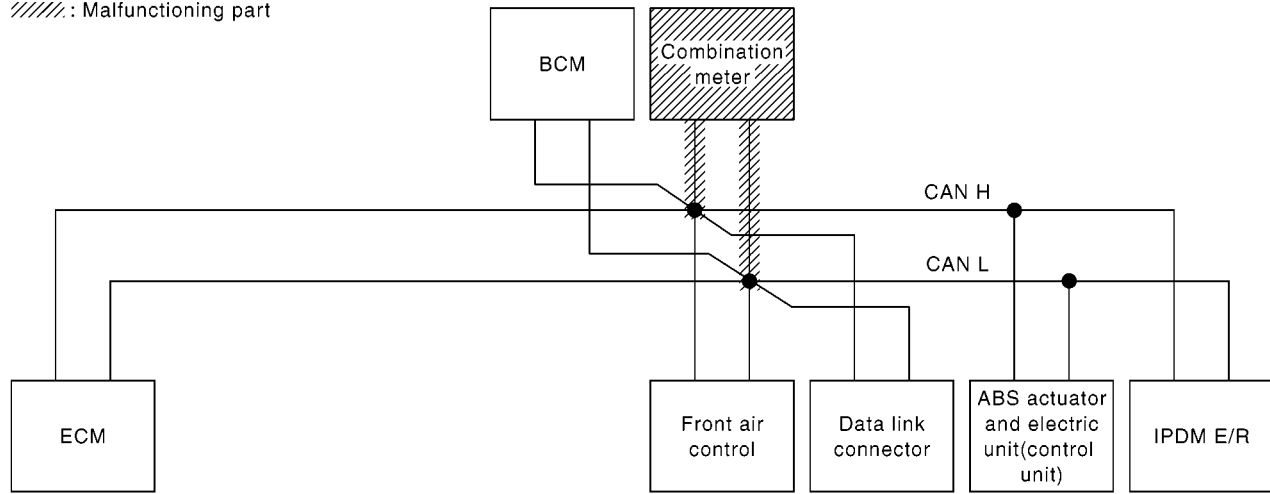 : Malfunctioning part
BCM
Combination
meter
CAN H
CAN L
ECM
Front air
control
Data link
connector
ABS actuator
and electric
unit(control
unit)
IPDM E/R